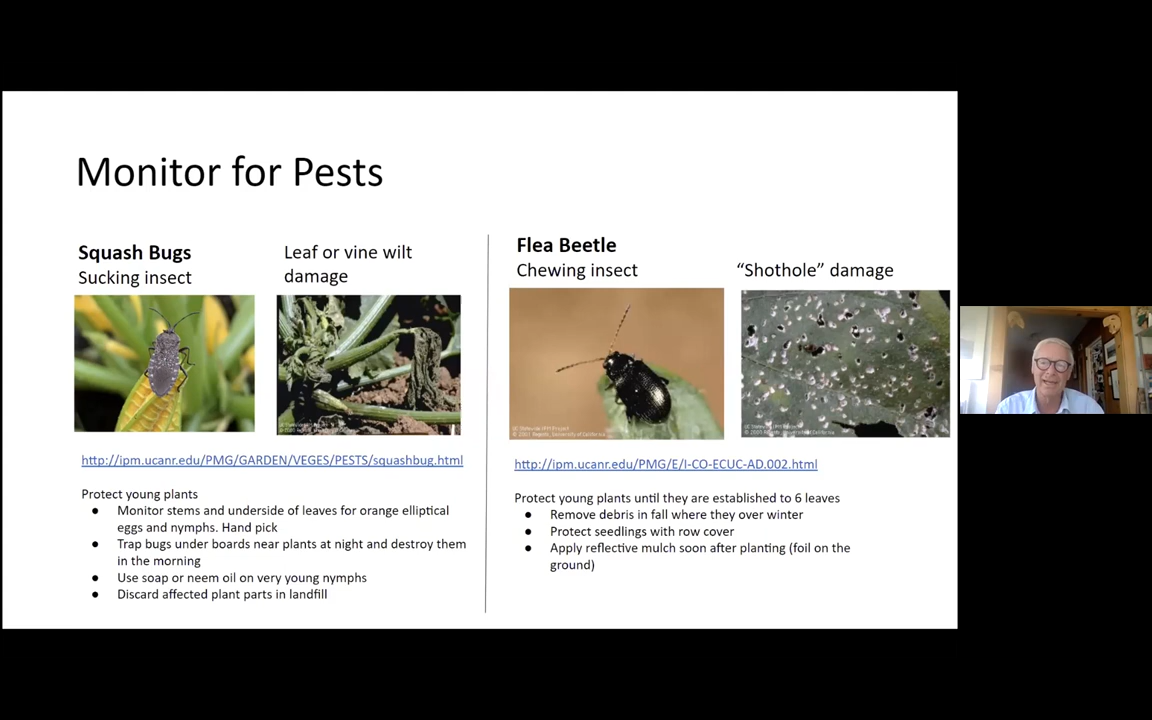 Monitor for Pests
Squash Bugs
Sucking insect
Leaf or vine wilt
damage
http://ipm.ucanr.edu/PMG/GARDEN/VEGES/PESTS/squashbug.html
Protect young plants
● Monitor stems and underside of leaves for orange elliptical
eggs and nymphs. Hand pick
● Trap bugs under boards near plants at night and destroy them
in the morning
● Use soap or neem oil on very young nymphs
● Discard affected plant parts in landfill
Flea Beetle
Chewing insect
“Shothole” damage
http://ipm.ucanr.edu/PMG/E/I-CO-ECUC-AD.002.html
Protect young plants until they are established to 6 leaves
● Remove debris in fall where they over winter
● Protect seedlings with row cover
● Apply reflective mulch soon after planting (foil on the
ground)